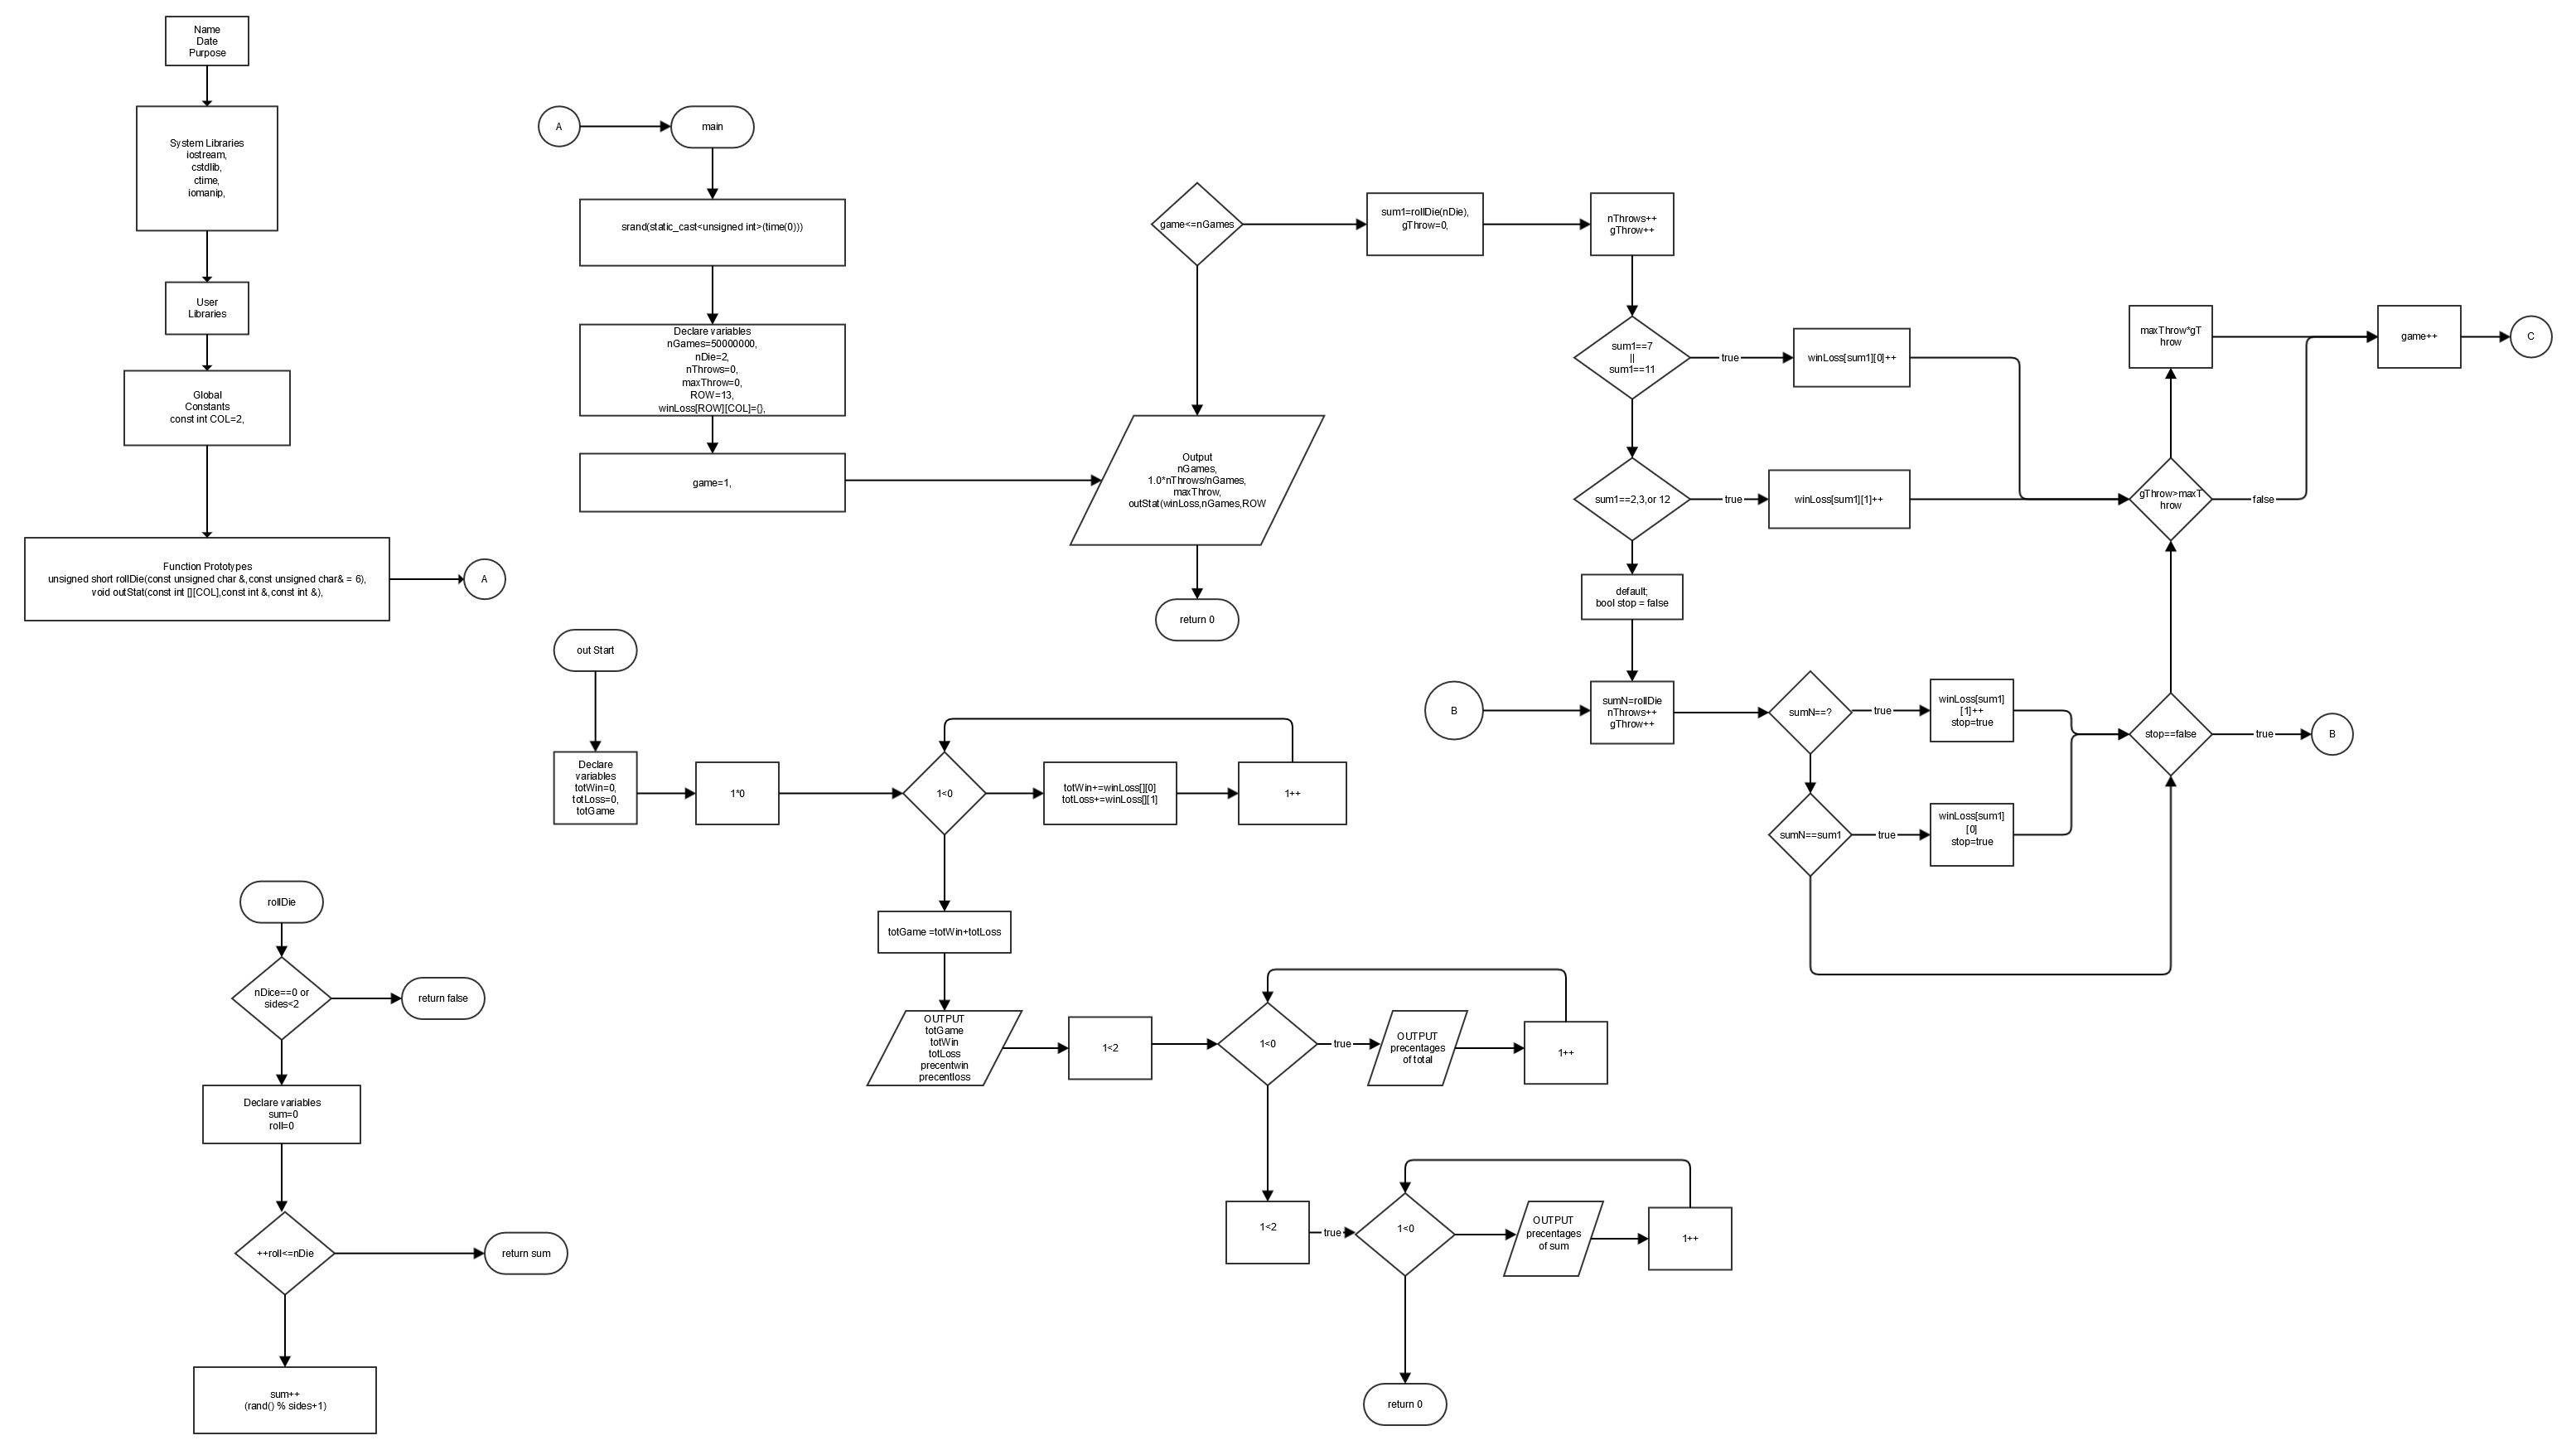 Name
Date
Purpose
System Libraries
iostream,
cstdlib,
ctime,
iomanip,
User
Libraries
Global
Constants
const int COL=2,
Function Prototypes
unsigned short rollDie(const unsigned char &,const unsigned char& = 6),
void outStat(const int [][COL],const int &,const int &),
A
A
main
srand(static_cast<unsigned int>(time(0)))
Declare variables
nGames=50000000,
nDie=2,
nThrows=0,
maxThrow=0,
ROW=13,
winLoss[ROW][COL]={},
game=1,
game<=nGames
Output
nGames,
1.0*nThrows/nGames,
maxThrow,
outStat(winLoss,nGames,ROW
return 0
sum1=rollDie(nDie),
gThrow=0,
nThrows++
gThrow++
sum1==7
||
sum1==11
true
winLoss[sum1][0]++
sum1==2,3,or 12
true
winLoss[sum1][1]++
default;
bool stop = false
B
sumN=rollDie
nThrows++
gThrow++
sumN==?
true
winLoss[sum1]
[1]++
stop=true
sumN==sum1
true
winLoss[sum1]
[0]
stop=true
stop==false
true
B
gThrow>maxT
hrow
false
maxThrow*gT
hrow
game++
C
out Start
Declare
variables
totWin=0,
totLoss=0,
totGame
1*0
1<0
totWin+=winLoss[][0]
totLoss+=winLoss[][1]
1++
totGame =totWin+totLoss
OUTPUT
totGame
totWin
totLoss
precentwin
precentloss
1<2
1<0
true
OUTPUT
precentages
of total
1++
1<2
true
1<0
OUTPUT
precentages
of sum
1++
return 0
rollDie
nDice==0 or
sides<2
return false
Declare variables
sum=0
roll=0
++roll<=nDie
return sum
sum++
(rand() % sides+1)